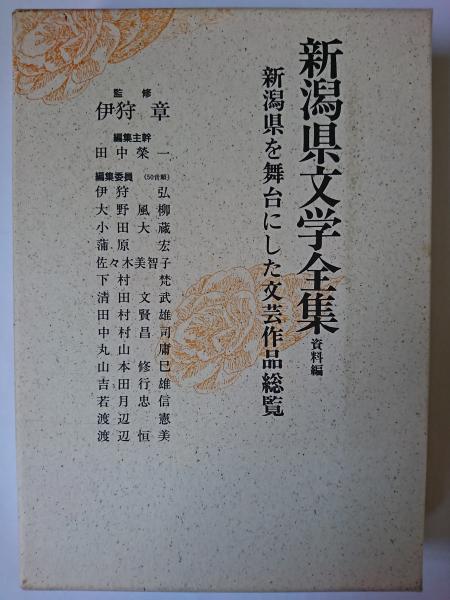 新潟県文学全集
資料編
新潟県を舞台にした文芸作品総覧
監修
伊狩 章
編集主幹
田中榮一
編集委員 (50音順)
伊狩 弘
大野風柳
小田大蔵
蒲原 宏
佐々木美智子
下村 梵
清田文武
田村賢雄
中村昌司
丸山 庸
山本修巳
吉田行雄
若月忠信
渡辺 憲
渡辺恒美